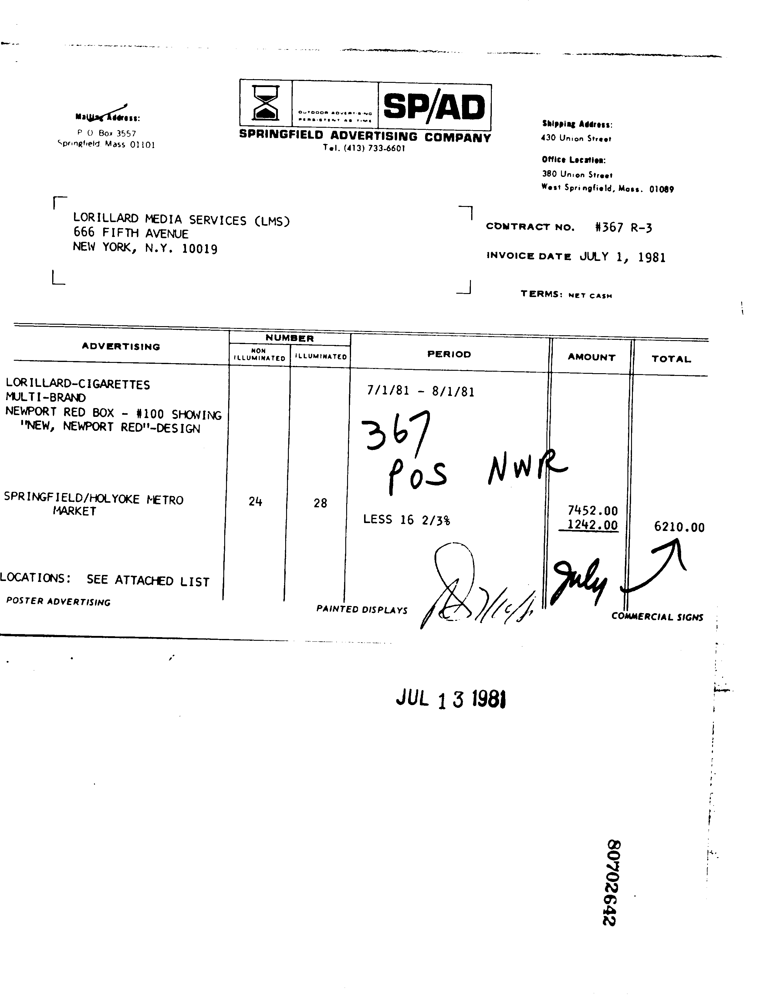 Mailing Address:
P O Box 3557
Springfield Mass 01101
OUTDOOR ADVERTISING
PERSISTENT AS TIME
SP/AD
SPRINGFIELD ADVERTISING COMPANY
Tel. (413) 733-6601
Shipping Address:
430 Union Street
Office Location:
380 Union Street
West Springfield, Mass. 01089
LORILLARD MEDIA SERVICES (LMS)
666 FIFTH AVENUE
NEW YORK, N.Y. 10019
CONTRACT NO. #367 R-3
INVOICE DATE JULY 1, 1981
TERMS: NET CASH
ADVERTISING
NUMBER
NON ILLUMINATED
ILLUMINATED
PERIOD
AMOUNT
TOTAL
LORILLARD-CIGARETTES
MULTI-BRAND
NEWPORT RED BOX - #100 SHOWING
"NEW, NEWPORT RED"-DESIGN
7/1/81 - 8/1/81
367
POS NWR
SPRINGFIELD/HOLYOKE METRO
MARKET
24
28
LESS 16 2/3%
7452.00
1242.00
6210.00
July
LOCATIONS: SEE ATTACHED LIST
POSTER ADVERTISING
PAINTED DISPLAYS
COMMERCIAL SIGNS
JUL 13 1981
80702642